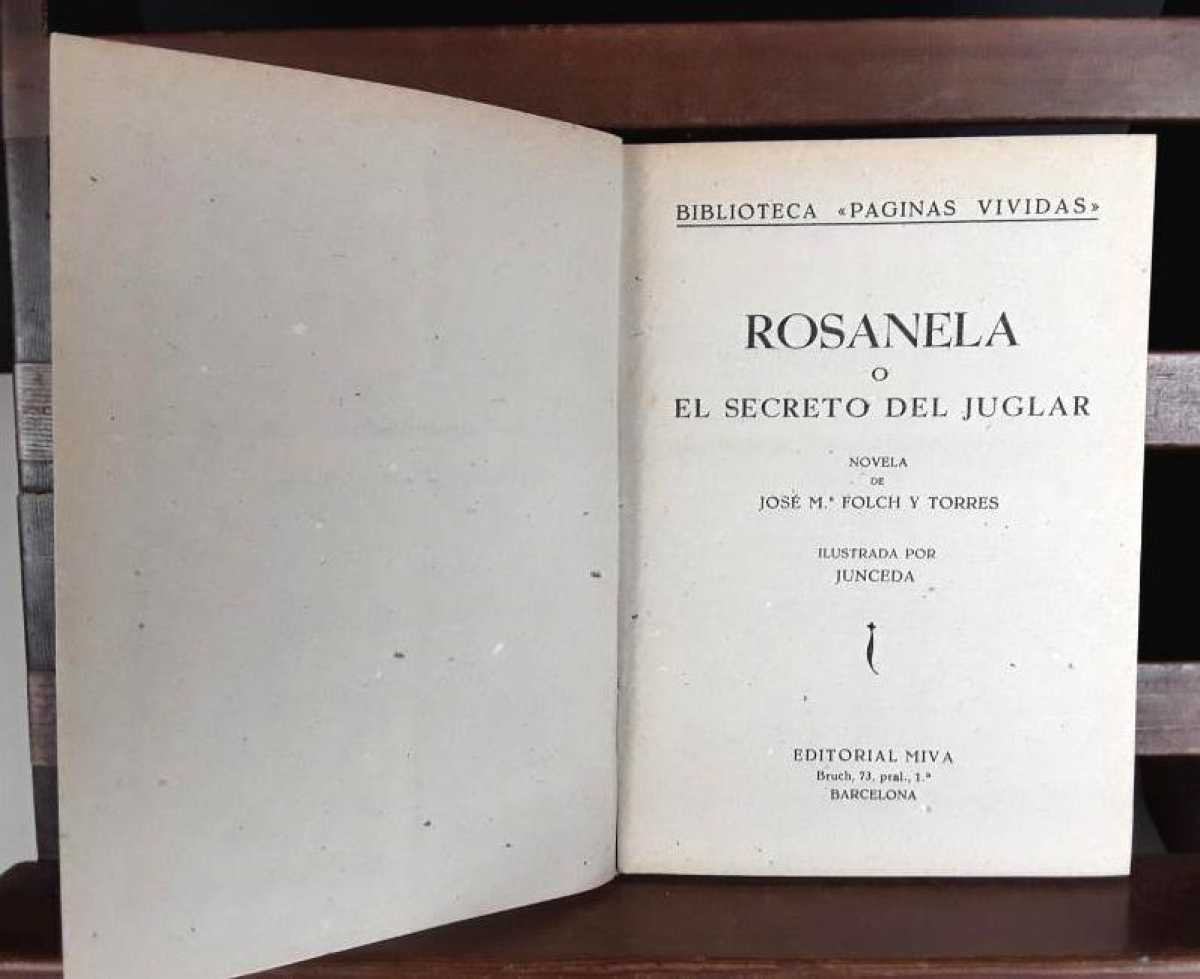 BIBLIOTECA «PAGINAS VIVIDAS»
ROSANELA
O
EL SECRETO DEL JUGLAR
NOVELA
DE
JOSÉ M.ª FOLCH Y TORRES
ILUSTRADA POR
JUNCEDA
EDITORIAL MIVA
Bruch, 73, pral., 1.ª
BARCELONA